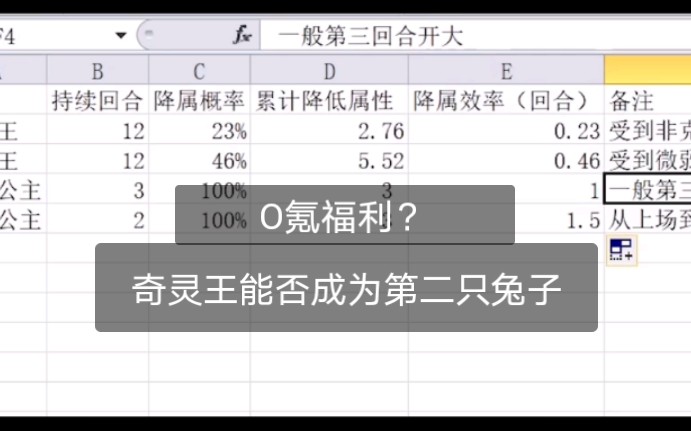 F4 fx 一般第三回合开大
B C D E
持续回合 降属概率 累计降低属性 降属效率（回合） 备注
王 12 23% 2.76 0.23 受到非克
王 12 46% 5.52 0.46 受到微弱
公主 3 100% 3 1 一般第三
公主 2 100% 3 1.5 从上场到
0氪福利？
奇灵王能否成为第二只兔子